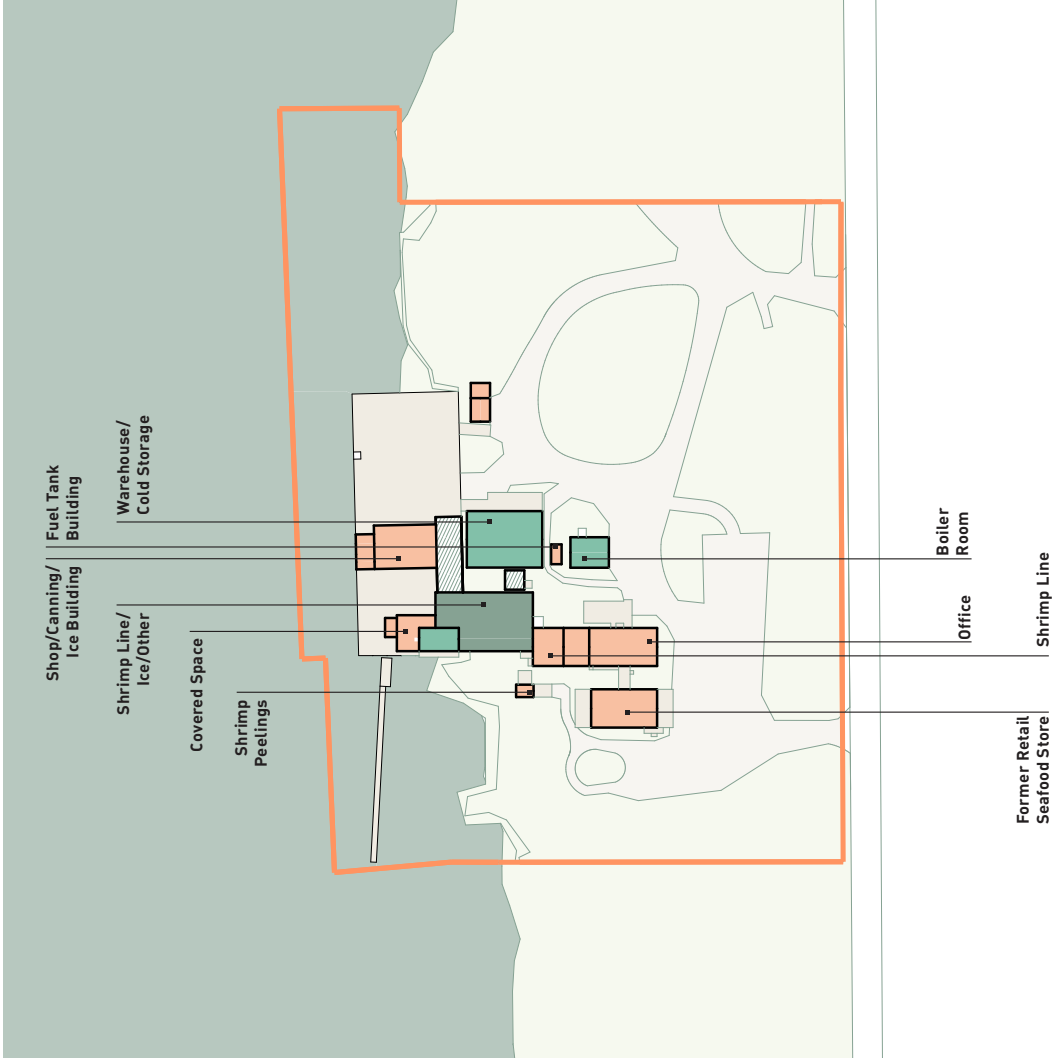 Fuel Tank
Building
Warehouse/
Cold Storage
Shop/Canning/
Ice Building
Shrimp Line/
Ice/Other
Covered Space
Shrimp
Peelings
Boiler
Room
Office
Shrimp Line
Former Retail
Seafood Store